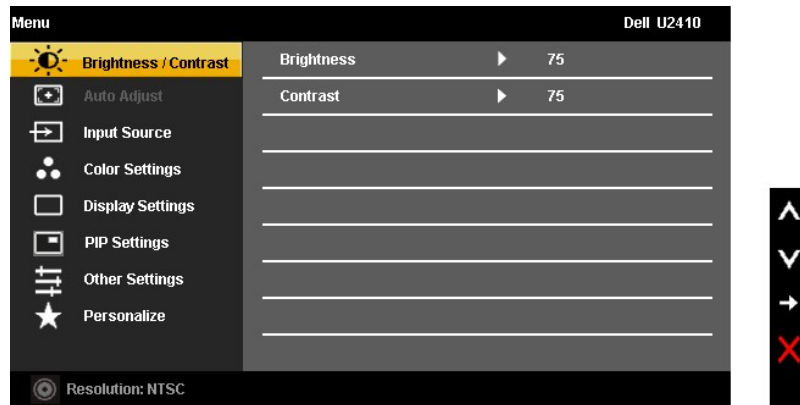 Menu Dell U2410
Brightness / Contrast
Brightness 75
Auto Adjust
Contrast 75
Input Source
Color Settings
Display Settings
PIP Settings
Other Settings
Personalize
Resolution: NTSC